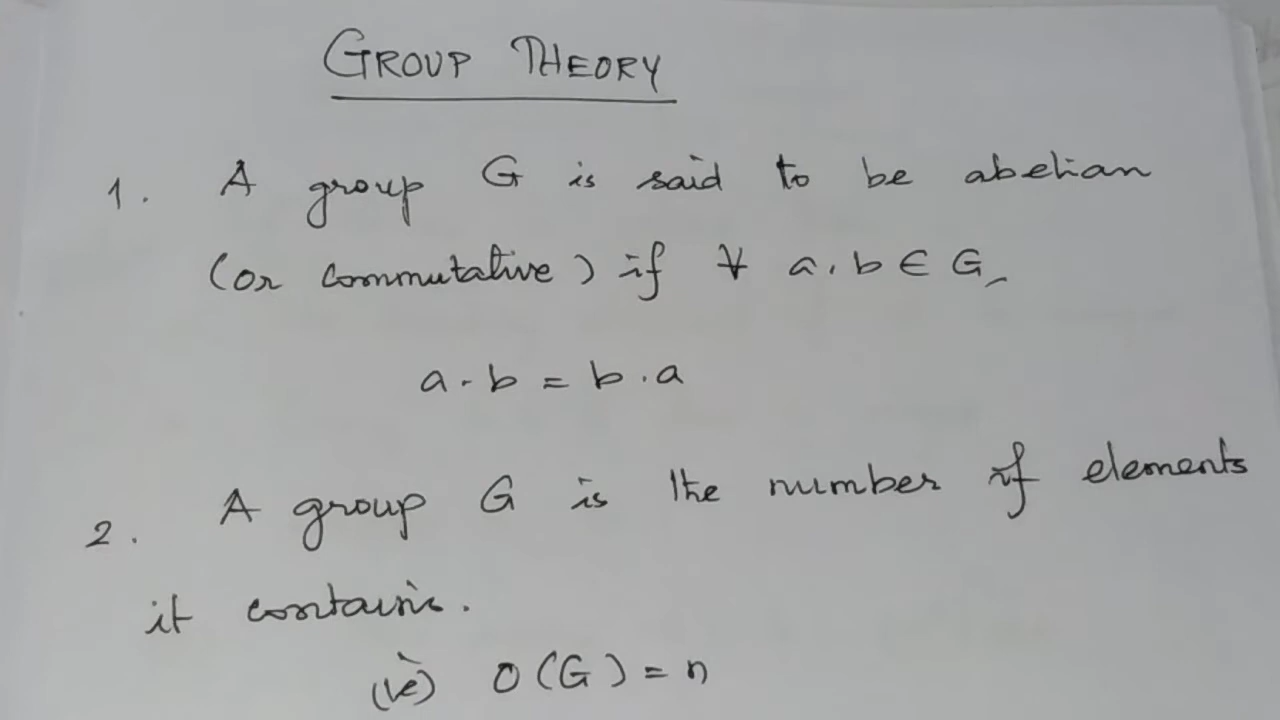 GROUP THEORY
1. A group G is said to be abelian
(or commutative) if ∀ a, b ∈ G,
a . b = b . a
2. A group G is the number of elements
it contains.
(ie) O(G) = n